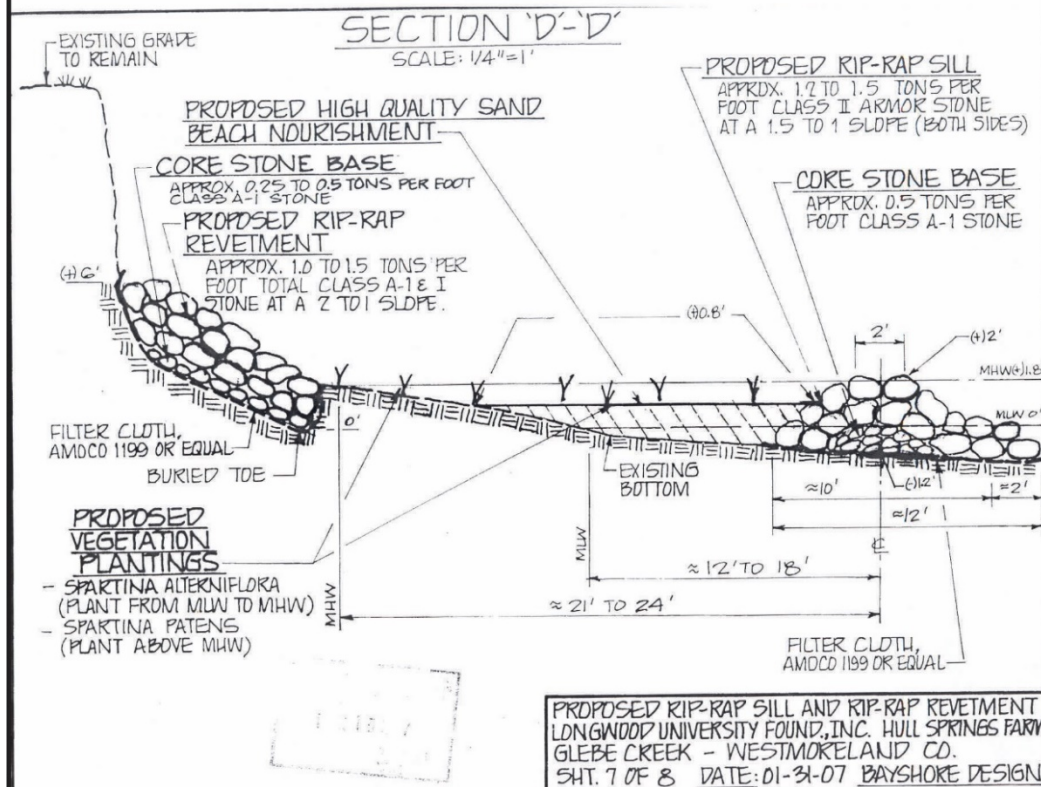 SECTION 'D'-'D'
SCALE: 1/4"=1'
EXISTING GRADE
TO REMAIN
PROPOSED HIGH QUALITY SAND
BEACH NOURISHMENT
CORE STONE BASE
APPROX. 0.25 TO 0.5 TONS PER FOOT
CLASS A-1 STONE
PROPOSED RIP-RAP
REVETMENT
APPROX. 1.0 TO 1.5 TONS PER
FOOT TOTAL CLASS A-1 & I
STONE AT A 2 TO 1 SLOPE.
PROPOSED RIP-RAP SILL
APPROX. 1.2 TO 1.5 TONS PER
FOOT CLASS II ARMOR STONE
AT A 1.5 TO 1 SLOPE (BOTH SIDES)
CORE STONE BASE
APPROX. 0.5 TONS PER
FOOT CLASS A-1 STONE
(+)6'
(+)0.8'
2'
(+)2'
MHW(+)1.8
MLW 0'
0'
FILTER CLOTH,
AMOCO 1199 OR EQUAL
BURIED TOE
EXISTING
BOTTOM
(-)1.2'
≈10'
≈2'
≈12'
℄
MLW
≈ 12' TO 18'
MHW
≈ 21' TO 24'
PROPOSED
VEGETATION
PLANTINGS
- SPARTINA ALTERNIFLORA
(PLANT FROM MLW TO MHW)
- SPARTINA PATENS
(PLANT ABOVE MHW)
FILTER CLOTH,
AMOCO 1199 OR EQUAL
PROPOSED RIP-RAP SILL AND RIP-RAP REVETMENT
LONGWOOD UNIVERSITY FOUND., INC. HULL SPRINGS FARM
GLEBE CREEK - WESTMORELAND CO.
SHT. 7 OF 8 DATE: 01-31-07 BAYSHORE DESIGN